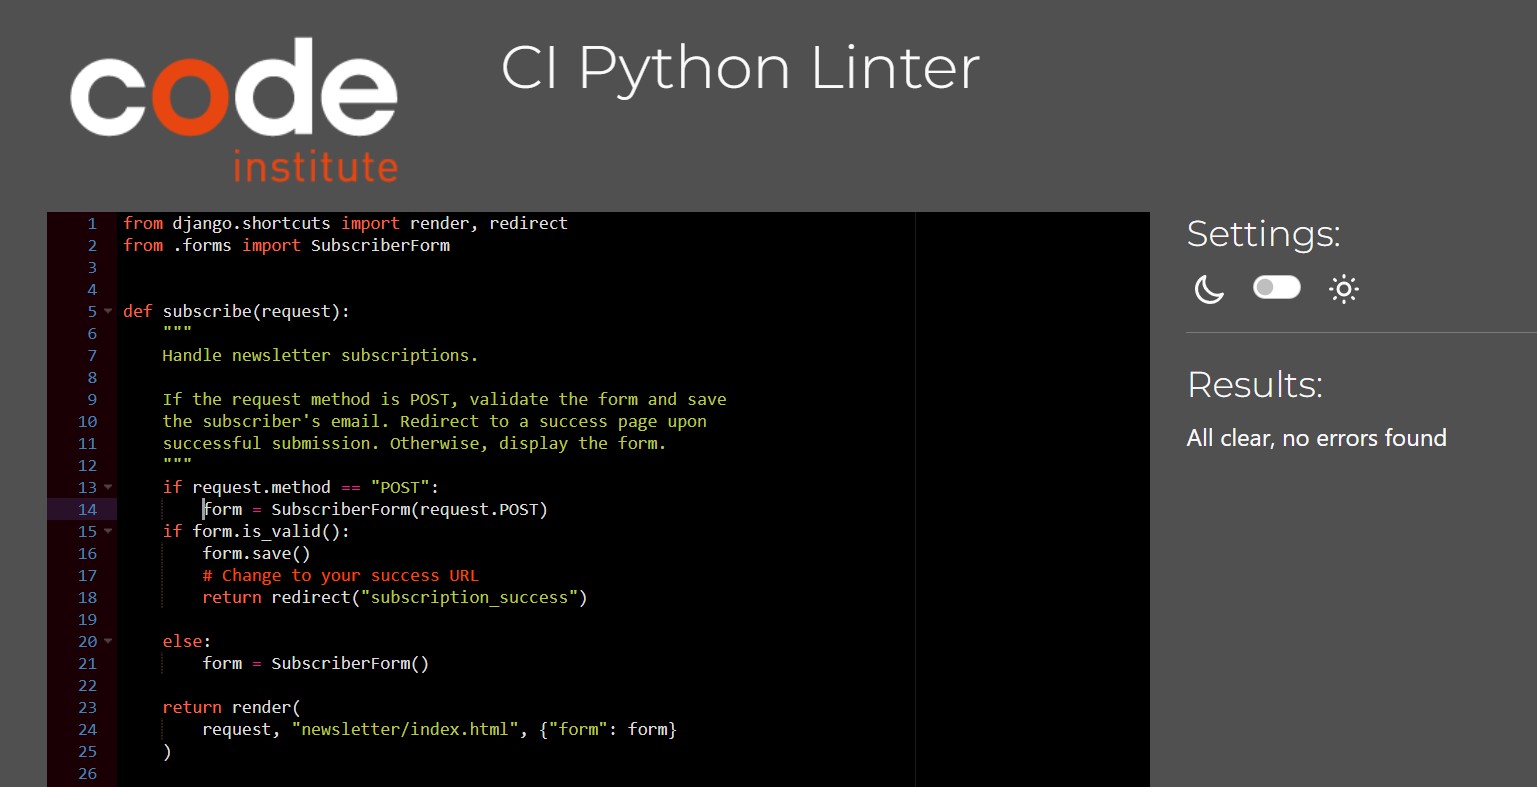 code
institute
CI Python Linter
1 from django.shortcuts import render, redirect
2 from .forms import SubscriberForm
3
4
5 def subscribe(request):
6     """
7     Handle newsletter subscriptions.
8
9     If the request method is POST, validate the form and save
10     the subscriber's email. Redirect to a success page upon
11     successful submission. Otherwise, display the form.
12     """
13     if request.method == "POST":
14         form = SubscriberForm(request.POST)
15     if form.is_valid():
16         form.save()
17         # Change to your success URL
18         return redirect("subscription_success")
19
20     else:
21         form = SubscriberForm()
22
23     return render(
24         request, "newsletter/index.html", {"form": form}
25     )
26
Settings:
Results:
All clear, no errors found